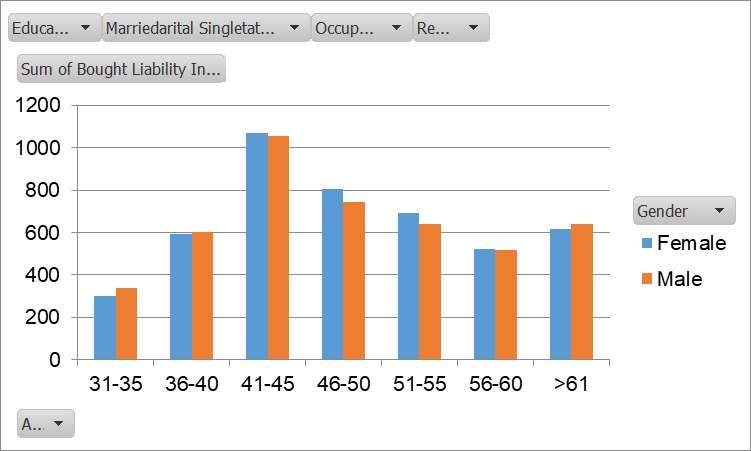 Educa... Marriedarital Singletat... Occup... Re...
Sum of Bought Liability In...
1200
1000
800
600
400
200
0
31-35 36-40 41-45 46-50 51-55 56-60 >61
Gender
Female
Male
A...